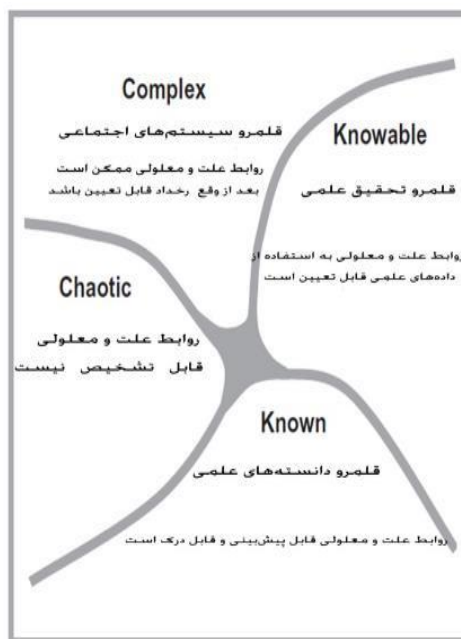 Complex
قلمرو سیستم‌های اجتماعی
روابط علت و معلولی ممکن است
بعد از وقع رخداد قابل تعیین باشد
Knowable
قلمرو تحقیق علمی
روابط علت و معلولی به استفاده از
داده‌های علمی قابل تعیین است
Chaotic
روابط علت و معلولی
قابل تشخیص نیست
Known
قلمرو دانسته‌های علمی
روابط علت و معلولی قابل پیش‌بینی و قابل درک است